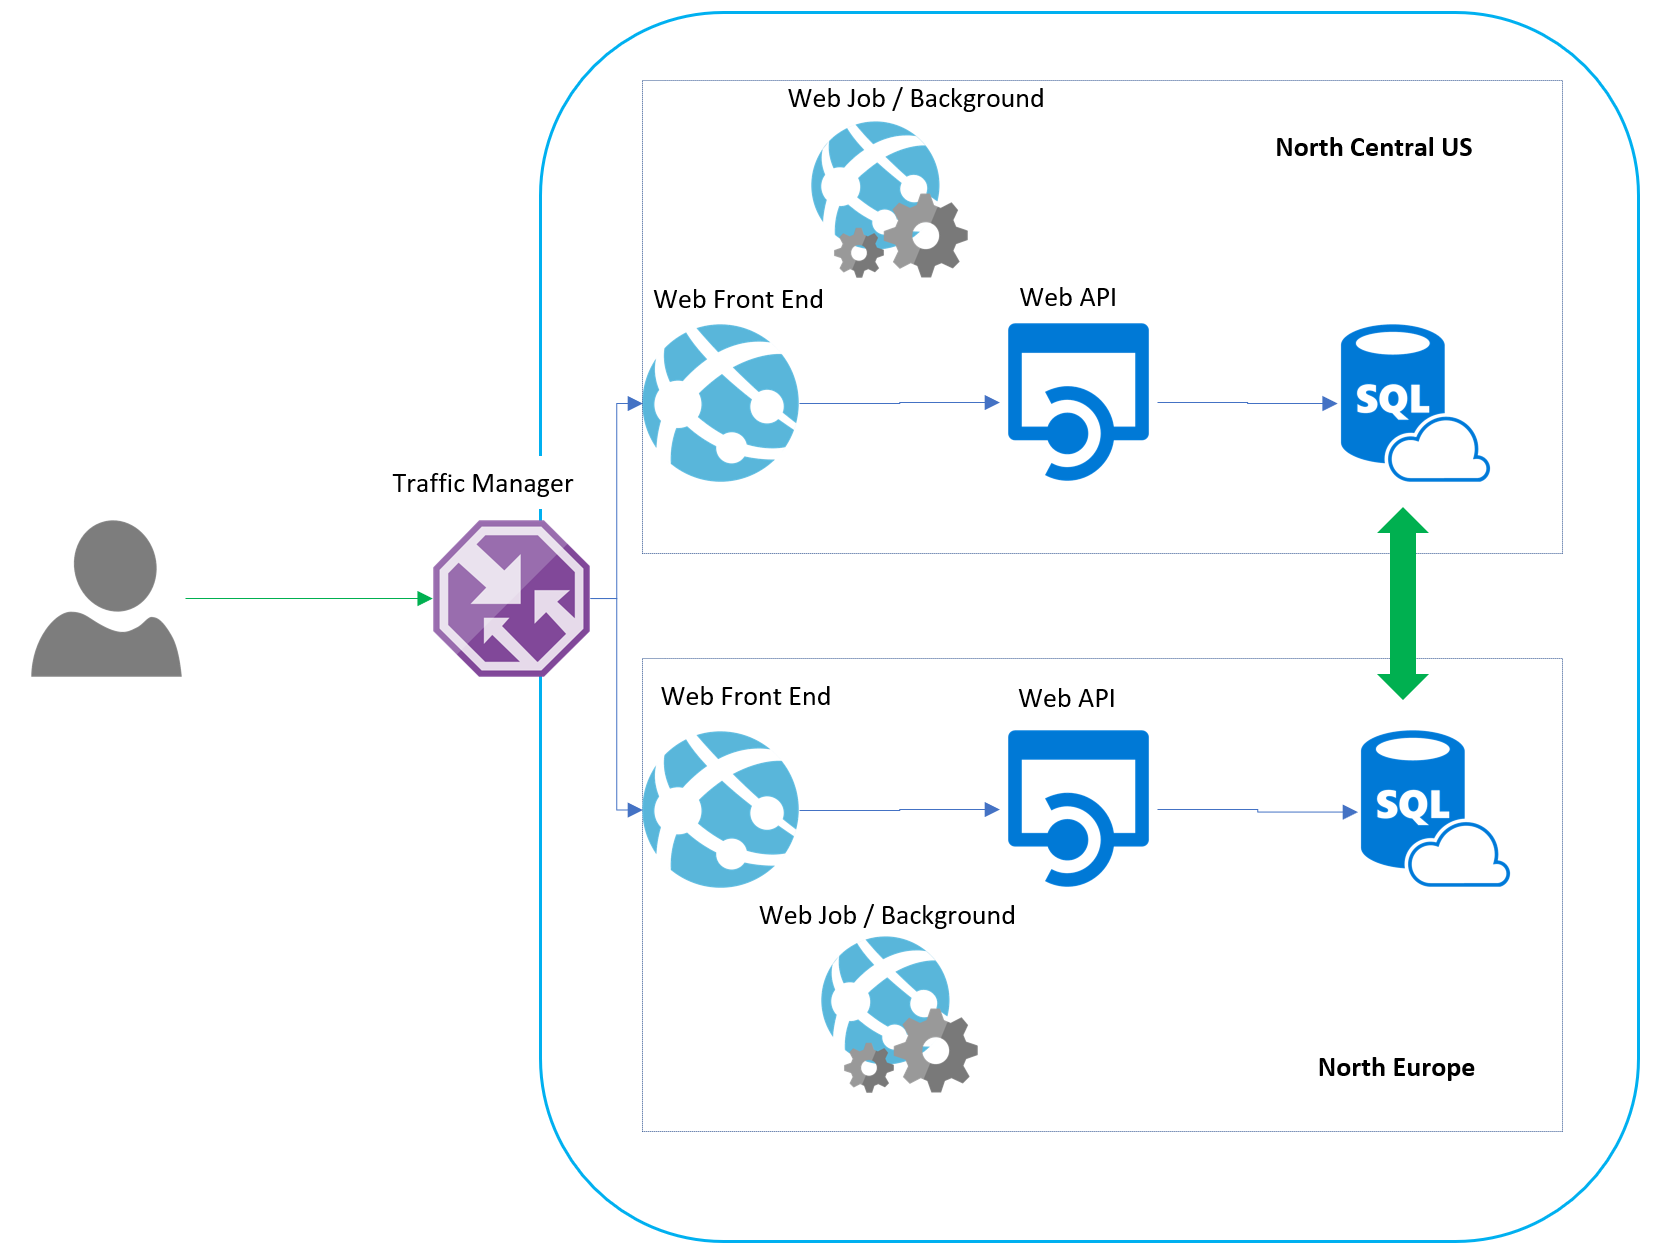 Web Job / Background
North Central US
Web Front End
Web API
SQL
Traffic Manager
Web Front End
Web API
SQL
Web Job / Background
North Europe